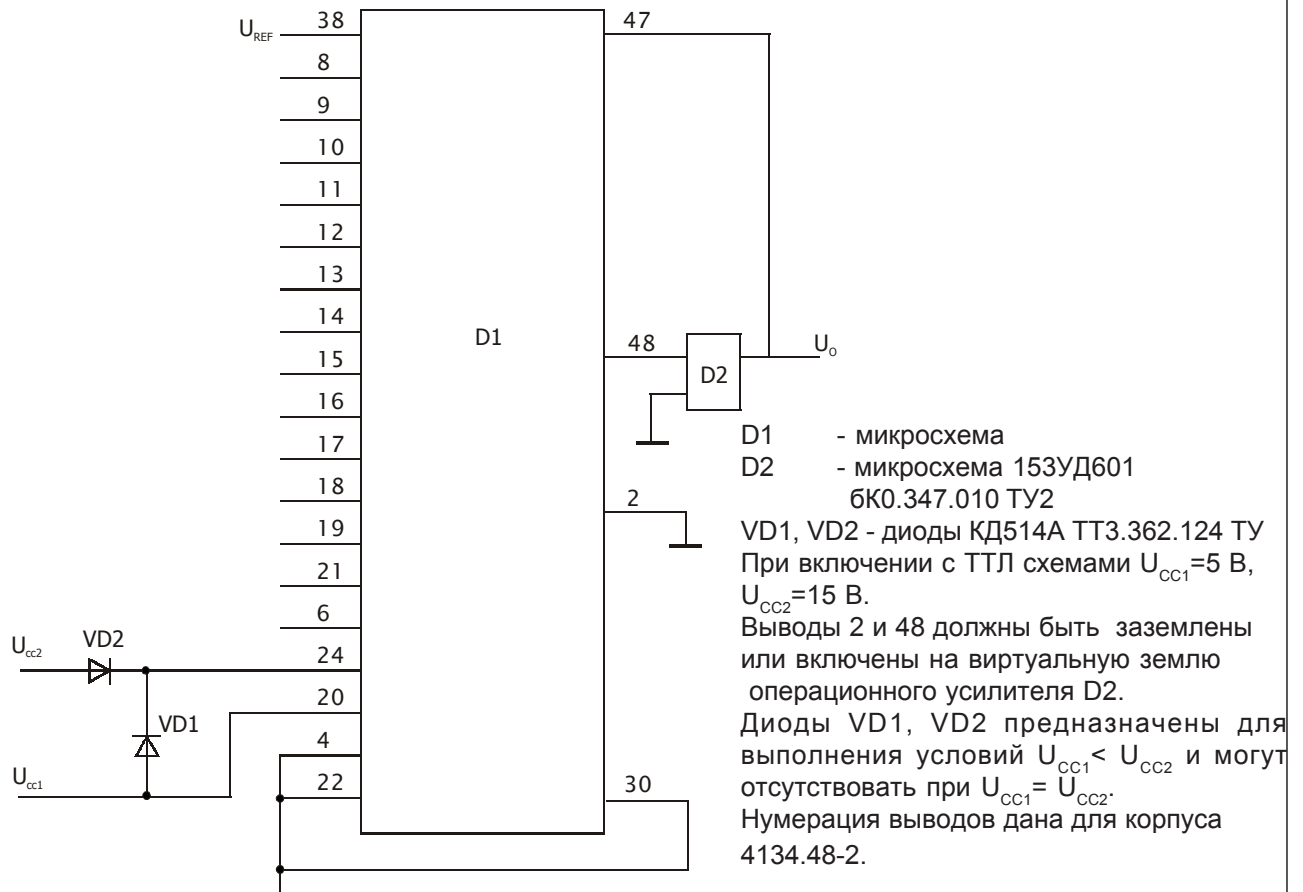 U_REF 38
47
8
9
10
11
12
13
14
D1
15
48
U_O
D2
16
17
18
2
19
21
6
U_cc2
VD2
24
20
VD1
4
U_cc1
22
30
D1 - микросхема
D2 - микросхема 153УД601
бК0.347.010 ТУ2
VD1, VD2 - диоды КД514А ТТ3.362.124 ТУ
При включении с ТТЛ схемами U_CC1=5 В,
U_CC2=15 В.
Выводы 2 и 48 должны быть заземлены
или включены на виртуальную землю
операционного усилителя D2.
Диоды VD1, VD2 предназначены для
выполнения условий U_CC1< U_CC2 и могут
отсутствовать при U_CC1= U_CC2.
Нумерация выводов дана для корпуса
4134.48-2.